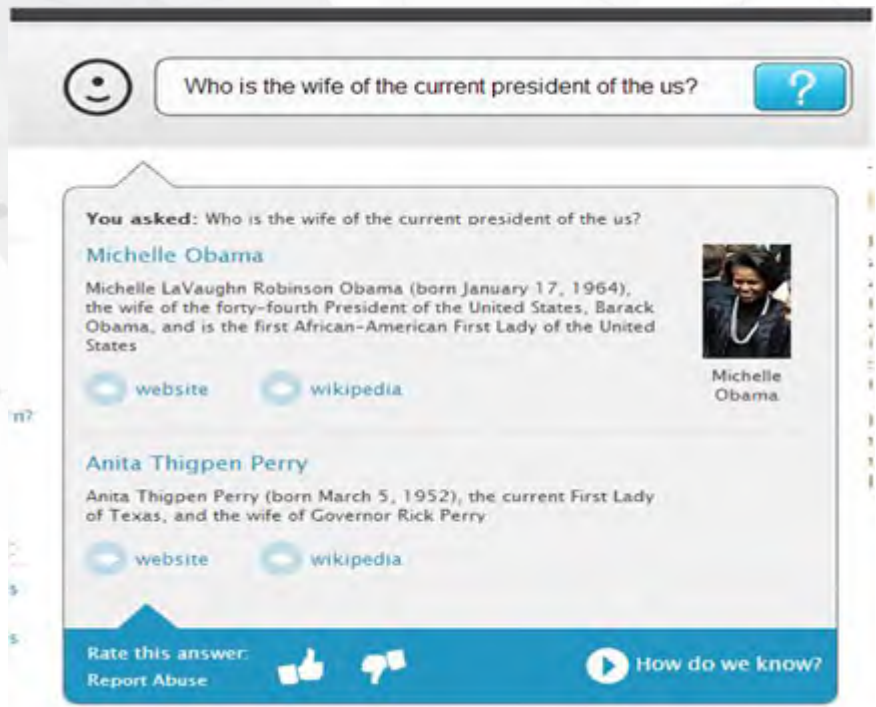 Who is the wife of the current president of the us?
?
You asked: Who is the wife of the current president of the us?
Michelle Obama
Michelle LaVaughn Robinson Obama (born January 17, 1964),
the wife of the forty-fourth President of the United States, Barack
Obama, and is the first African-American First Lady of the United
States
website
wikipedia
Michelle
Obama
n?
Anita Thigpen Perry
Anita Thigpen Perry (born March 5, 1952), the current First Lady
of Texas, and the wife of Governor Rick Perry
website
wikipedia
s
s
Rate this answer:
Report Abuse
How do we know?